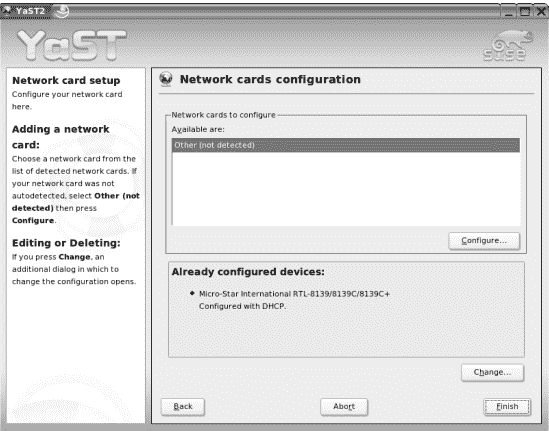 YaST2
YaST
suse
Network card setup
Configure your network card
here.
Adding a network
card:
Choose a network card from the
list of detected network cards. If
your network card was not
autodetected, select Other (not
detected) then press
Configure.
Editing or Deleting:
If you press Change, an
additional dialog in which to
change the configuration opens.
Network cards configuration
Network cards to configure
Available are:
Other (not detected)
Configure...
Already configured devices:
Micro-Star International RTL-8139/8139C/8139C+
Configured with DHCP.
Change...
Back
Abort
Finish